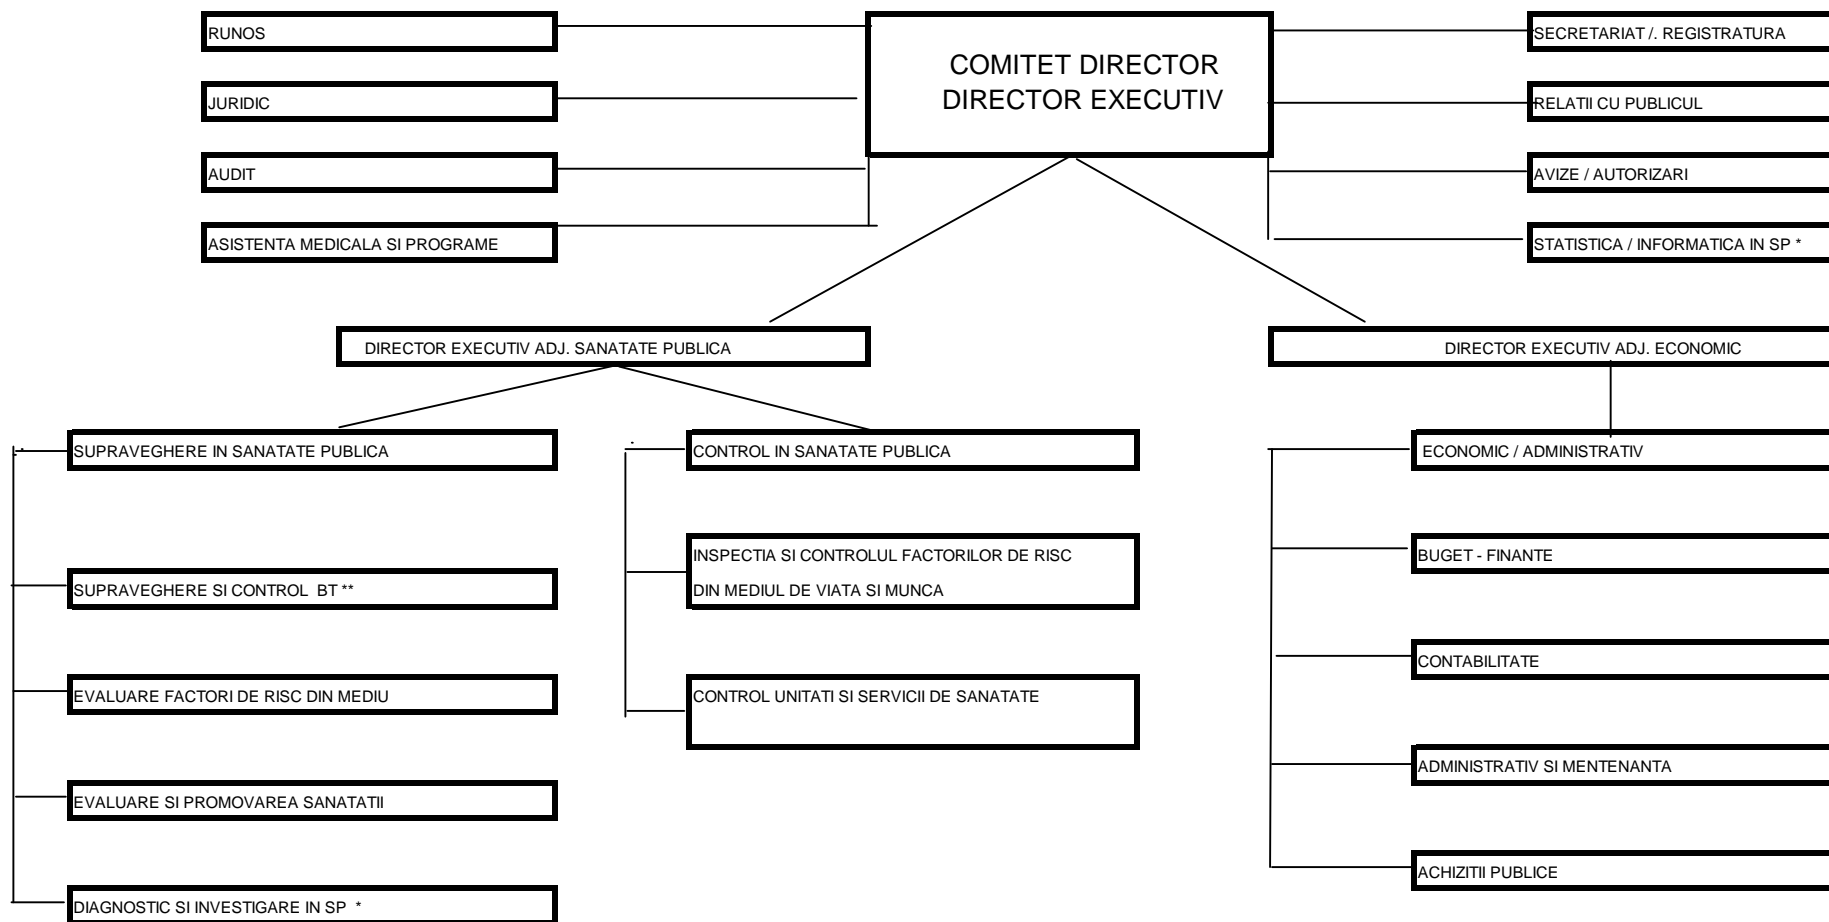 RUNOS
COMITET DIRECTOR
DIRECTOR EXECUTIV
SECRETARIAT /. REGISTRATURA
JURIDIC
RELATII CU PUBLICUL
AUDIT
AVIZE / AUTORIZARI
ASISTENTA MEDICALA SI PROGRAME
STATISTICA / INFORMATICA IN SP *
DIRECTOR EXECUTIV ADJ. SANATATE PUBLICA
DIRECTOR EXECUTIV ADJ. ECONOMIC
SUPRAVEGHERE IN SANATATE PUBLICA
CONTROL IN SANATATE PUBLICA
ECONOMIC / ADMINISTRATIV
INSPECTIA SI CONTROLUL FACTORILOR DE RISC
DIN MEDIUL DE VIATA SI MUNCA
BUGET - FINANTE
SUPRAVEGHERE SI CONTROL BT **
CONTABILITATE
EVALUARE FACTORI DE RISC DIN MEDIU
CONTROL UNITATI SI SERVICII DE SANATATE
ADMINISTRATIV SI MENTENANTA
EVALUARE SI PROMOVAREA SANATATII
ACHIZITII PUBLICE
DIAGNOSTIC SI INVESTIGARE IN SP *